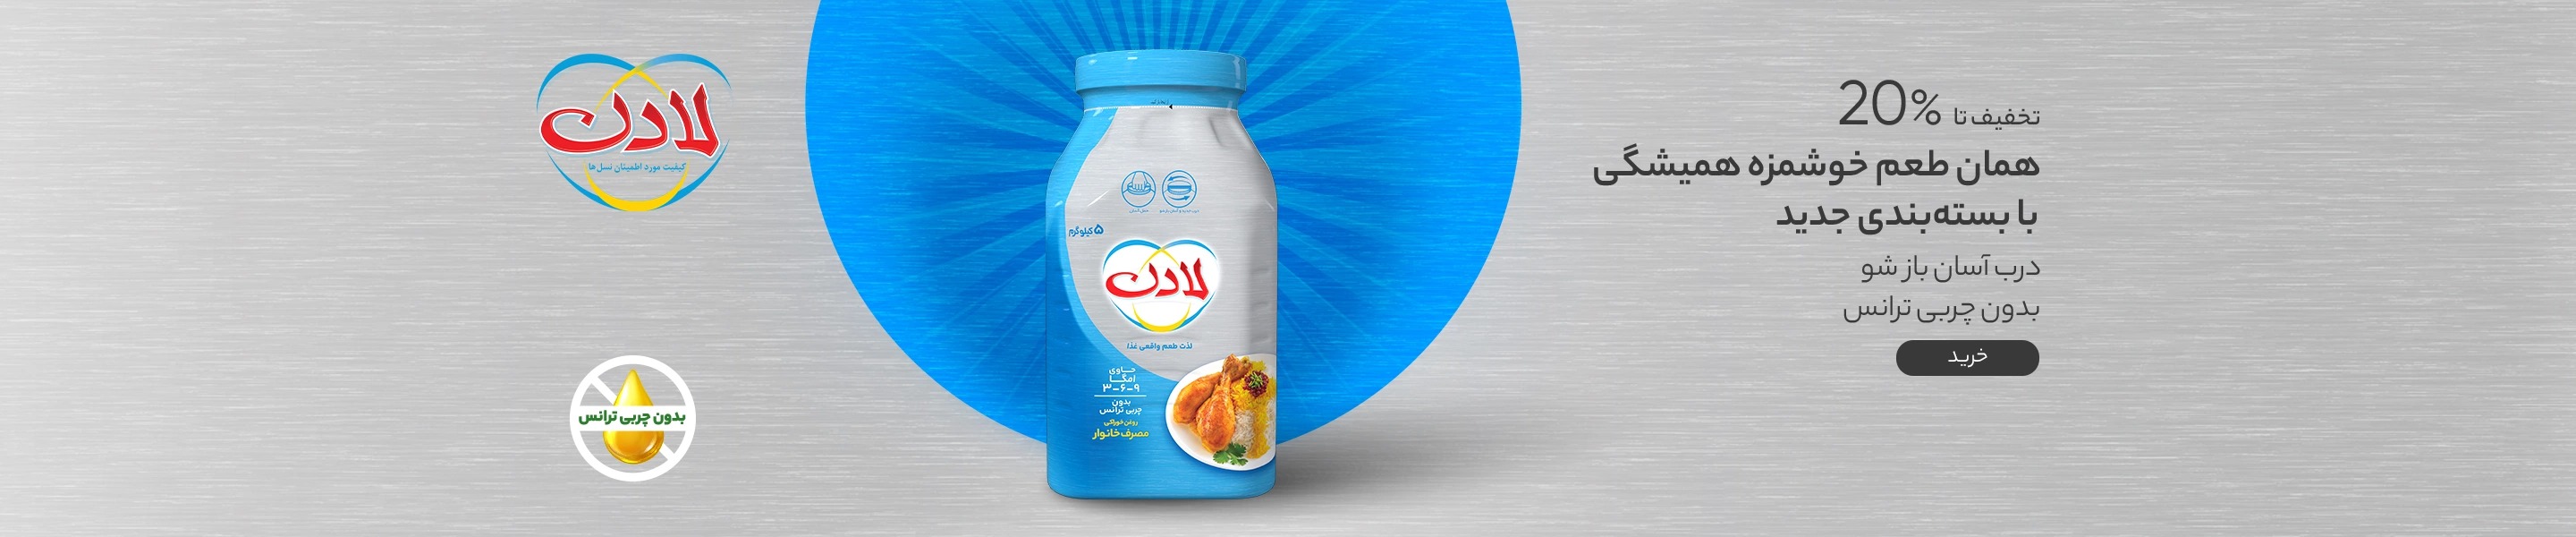 تخفیف تا 20%
همان طعم خوشمزه همیشگی
با بسته‌بندی جدید
درب آسان باز شو
بدون چربی ترانس
خرید
۵ کیلوگرم
لادن
لذت طعم واقعی غذا
حاوی
امگا
۳-۶-۹
بدون
چربی ترانس
روغن خوراکی
مصرف خانوار
لادن
کیفیت مورد اطمینان نسل‌ها
بدون چربی ترانس